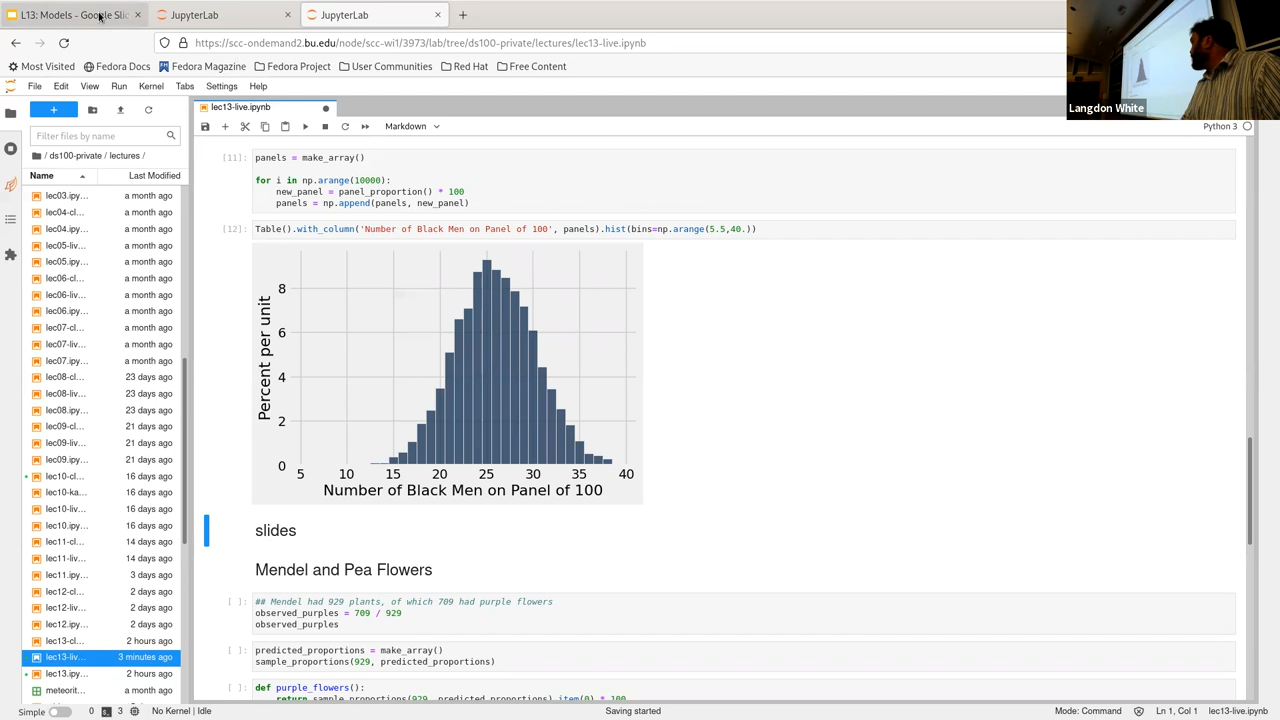 L13: Models - Google Slid
JupyterLab
JupyterLab
https://scc-ondemand2.bu.edu/node/scc-wi1/3973/lab/tree/ds100-private/lectures/lec13-live.ipynb
Most Visited
Fedora Docs
Fedora Magazine
Fedora Project
User Communities
Red Hat
Free Content
Langdon White
File
Edit
View
Run
Kernel
Tabs
Settings
lec13-live.ipynb
Filter files by name
Markdown
Python 3
/ ds100-private / lectures /
Name
Last Modified
lec03.ipy... a month ago
lec04-cl... a month ago
lec04.ipy... a month ago
lec05-liv... a month ago
lec05.ipy... a month ago
lec06-cl... a month ago
lec06-liv... a month ago
lec06.ipy... a month ago
lec07-cl... a month ago
lec07-liv... a month ago
lec07.ipy... a month ago
lec08-cl... 23 days ago
lec08-liv... 23 days ago
lec08.ipy... 23 days ago
lec09-cl... 21 days ago
lec09-liv... 21 days ago
lec09.ipy... 21 days ago
lec10-cl... 16 days ago
lec10-ka... 16 days ago
lec10-liv... 16 days ago
lec10.ipy... 16 days ago
lec11-cl... 14 days ago
lec11-liv... 14 days ago
lec11.ipy... 3 days ago
lec12-cl... 2 days ago
lec12-liv... 2 days ago
lec12.ipy... 2 days ago
lec13-cl... 2 hours ago
lec13-liv... 3 minutes ago
lec13.ipy... 2 hours ago
meteorit... a month ago
[11]: panels = make_array()
for i in np.arange(10000):
new_panel = panel_proportion() * 100
panels = np.append(panels, new_panel)
[12]: Table().with_column('Number of Black Men on Panel of 100', panels).hist(bins=np.arange(5.5,40.))
Percent per unit
8
6
4
2
0
5 10 15 20 25 30 35 40
Number of Black Men on Panel of 100
slides
Mendel and Pea Flowers
[ ]: ## Mendel had 929 plants, of which 709 had purple flowers
observed_purples = 709 / 929
observed_purples
[ ]: predicted_proportions = make_array()
sample_proportions(929, predicted_proportions)
[ ]: def purple_flowers():
return sample_proportions(929, predicted_proportions).item(0) * 100
Simple
0
3
No Kernel | Idle
Saving started
Mode: Command
Ln 1, Col 1
lec13-live.ipynb